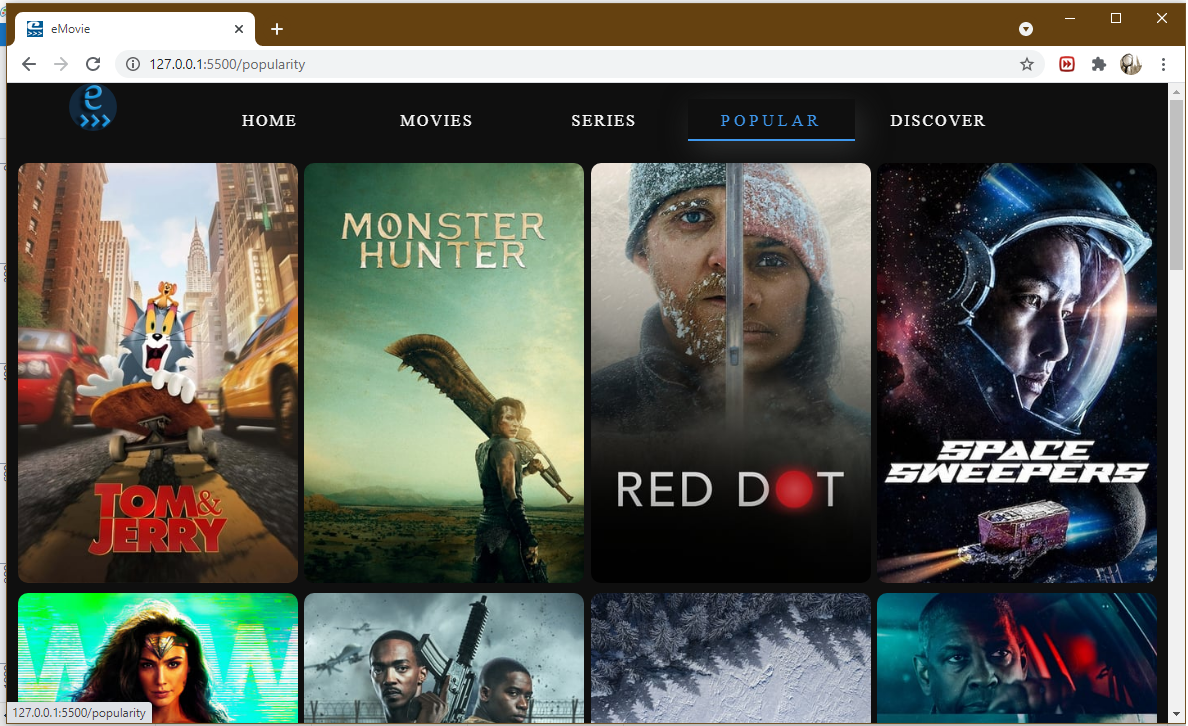 eMovie
127.0.0.1:5500/popularity
e
HOME MOVIES SERIES POPULAR DISCOVER
MONSTER
HUNTER
RED DOT
SPACE
SWEEPERS
TOM &
JERRY
WW
127.0.0.1:5500/popularity